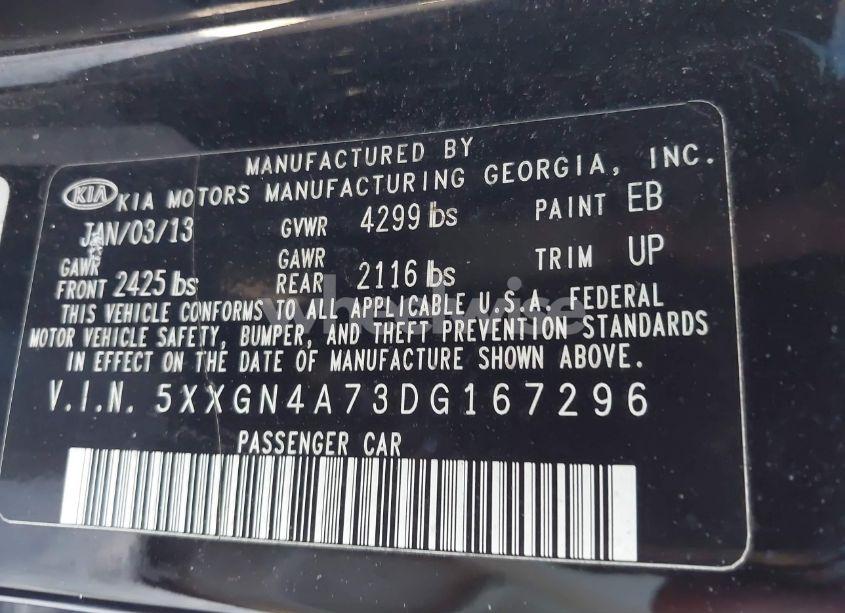 MANUFACTURED BY
KIA KIA MOTORS MANUFACTURING GEORGIA, INC.
JAN/03/13 GVWR 4299 lbs PAINT EB
GAWR FRONT 2425 lbs GAWR REAR 2116 lbs TRIM UP
THIS VEHICLE CONFORMS TO ALL APPLICABLE U.S.A. FEDERAL
MOTOR VEHICLE SAFETY, BUMPER, AND THEFT PREVENTION STANDARDS
IN EFFECT ON THE DATE OF MANUFACTURE SHOWN ABOVE.
V.I.N. 5XXGN4A73DG167296
PASSENGER CAR
wheelwise